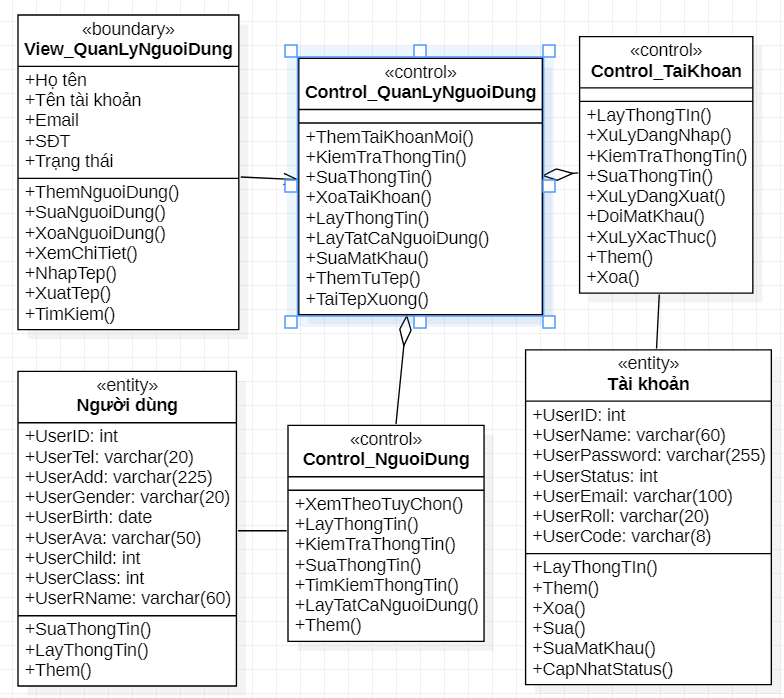 «boundary»
View_QuanLyNguoiDung
+Họ tên
+Tên tài khoản
+Email
+SĐT
+Trạng thái
+ThemNguoiDung()
+SuaNguoiDung()
+XoaNguoiDung()
+XemChiTiet()
+NhapTep()
+XuatTep()
+TimKiem()
«control»
Control_QuanLyNguoiDung
+ThemTaiKhoanMoi()
+KiemTraThongTin()
+SuaThongTin()
+XoaTaiKhoan()
+LayThongTin()
+LayTatCaNguoiDung()
+SuaMatKhau()
+ThemTuTep()
+TaiTepXuong()
«control»
Control_TaiKhoan
+LayThongTIn()
+XuLyDangNhap()
+KiemTraThongTin()
+SuaThongTin()
+XuLyDangXuat()
+DoiMatKhau()
+XuLyXacThuc()
+Them()
+Xoa()
«entity»
Người dùng
+UserID: int
+UserTel: varchar(20)
+UserAdd: varchar(225)
+UserGender: varchar(20)
+UserBirth: date
+UserAva: varchar(50)
+UserChild: int
+UserClass: int
+UserRName: varchar(60)
+SuaThongTin()
+LayThongTin()
+Them()
«control»
Control_NguoiDung
+XemTheoTuyChon()
+LayThongTin()
+KiemTraThongTin()
+SuaThongTin()
+TimKiemThongTin()
+LayTatCaNguoiDung()
+Them()
«entity»
Tài khoản
+UserID: int
+UserName: varchar(60)
+UserPassword: varchar(255)
+UserStatus: int
+UserEmail: varchar(100)
+UserRoll: varchar(20)
+UserCode: varchar(8)
+LayThongTIn()
+Them()
+Xoa()
+Sua()
+SuaMatKhau()
+CapNhatStatus()